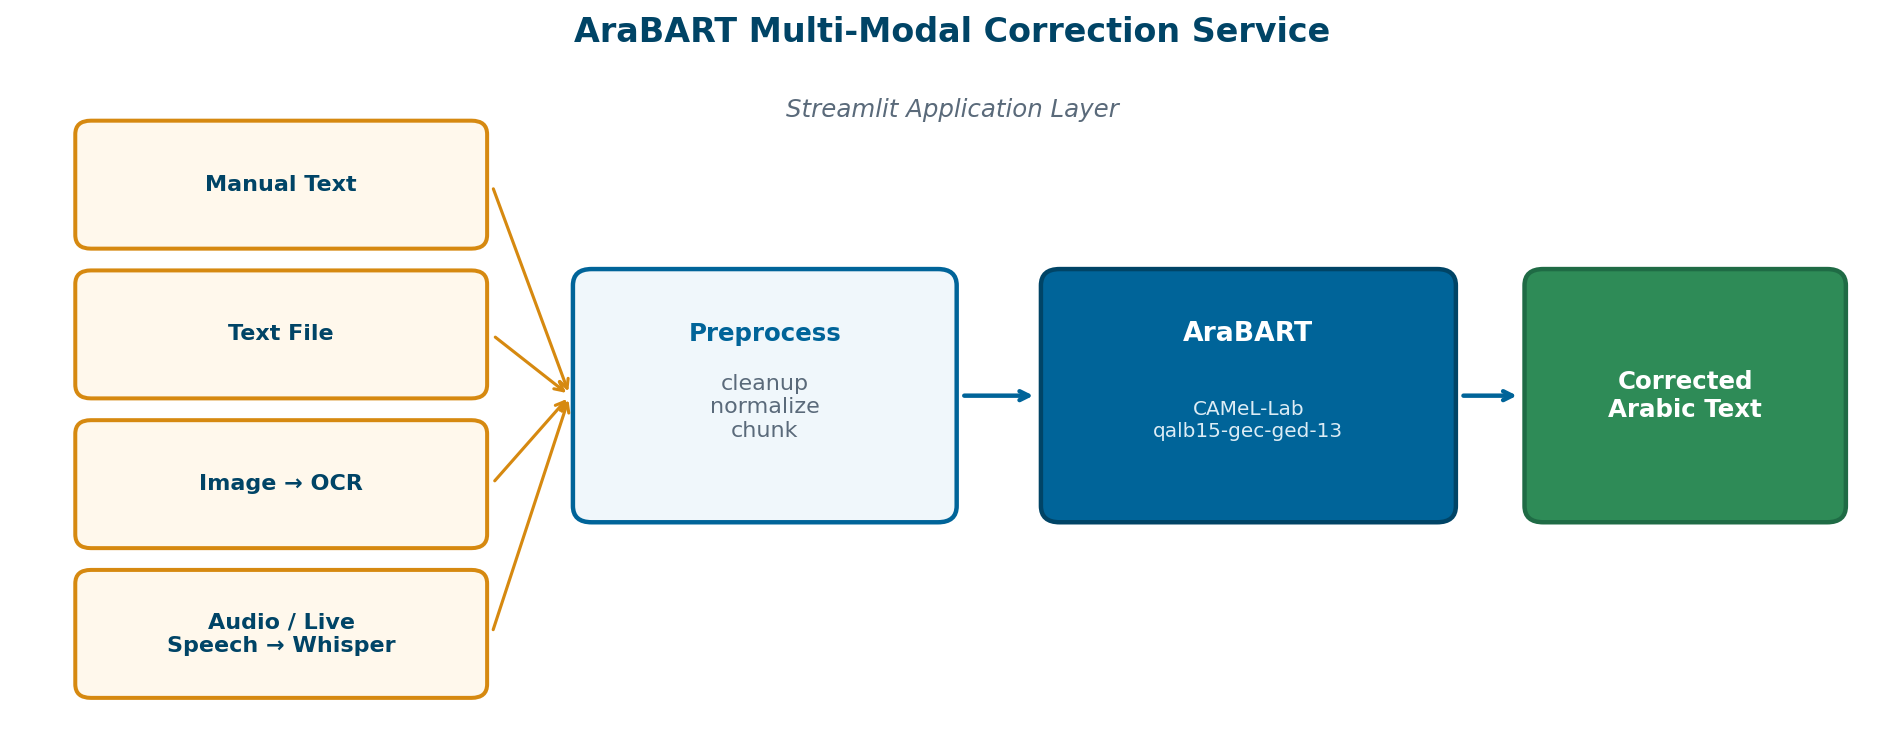 AraBART Multi-Modal Correction Service
Streamlit Application Layer
Manual Text
Text File
Image → OCR
Audio / Live
Speech → Whisper
Preprocess
cleanup
normalize
chunk
AraBART
CAMeL-Lab
qalb15-gec-ged-13
Corrected
Arabic Text